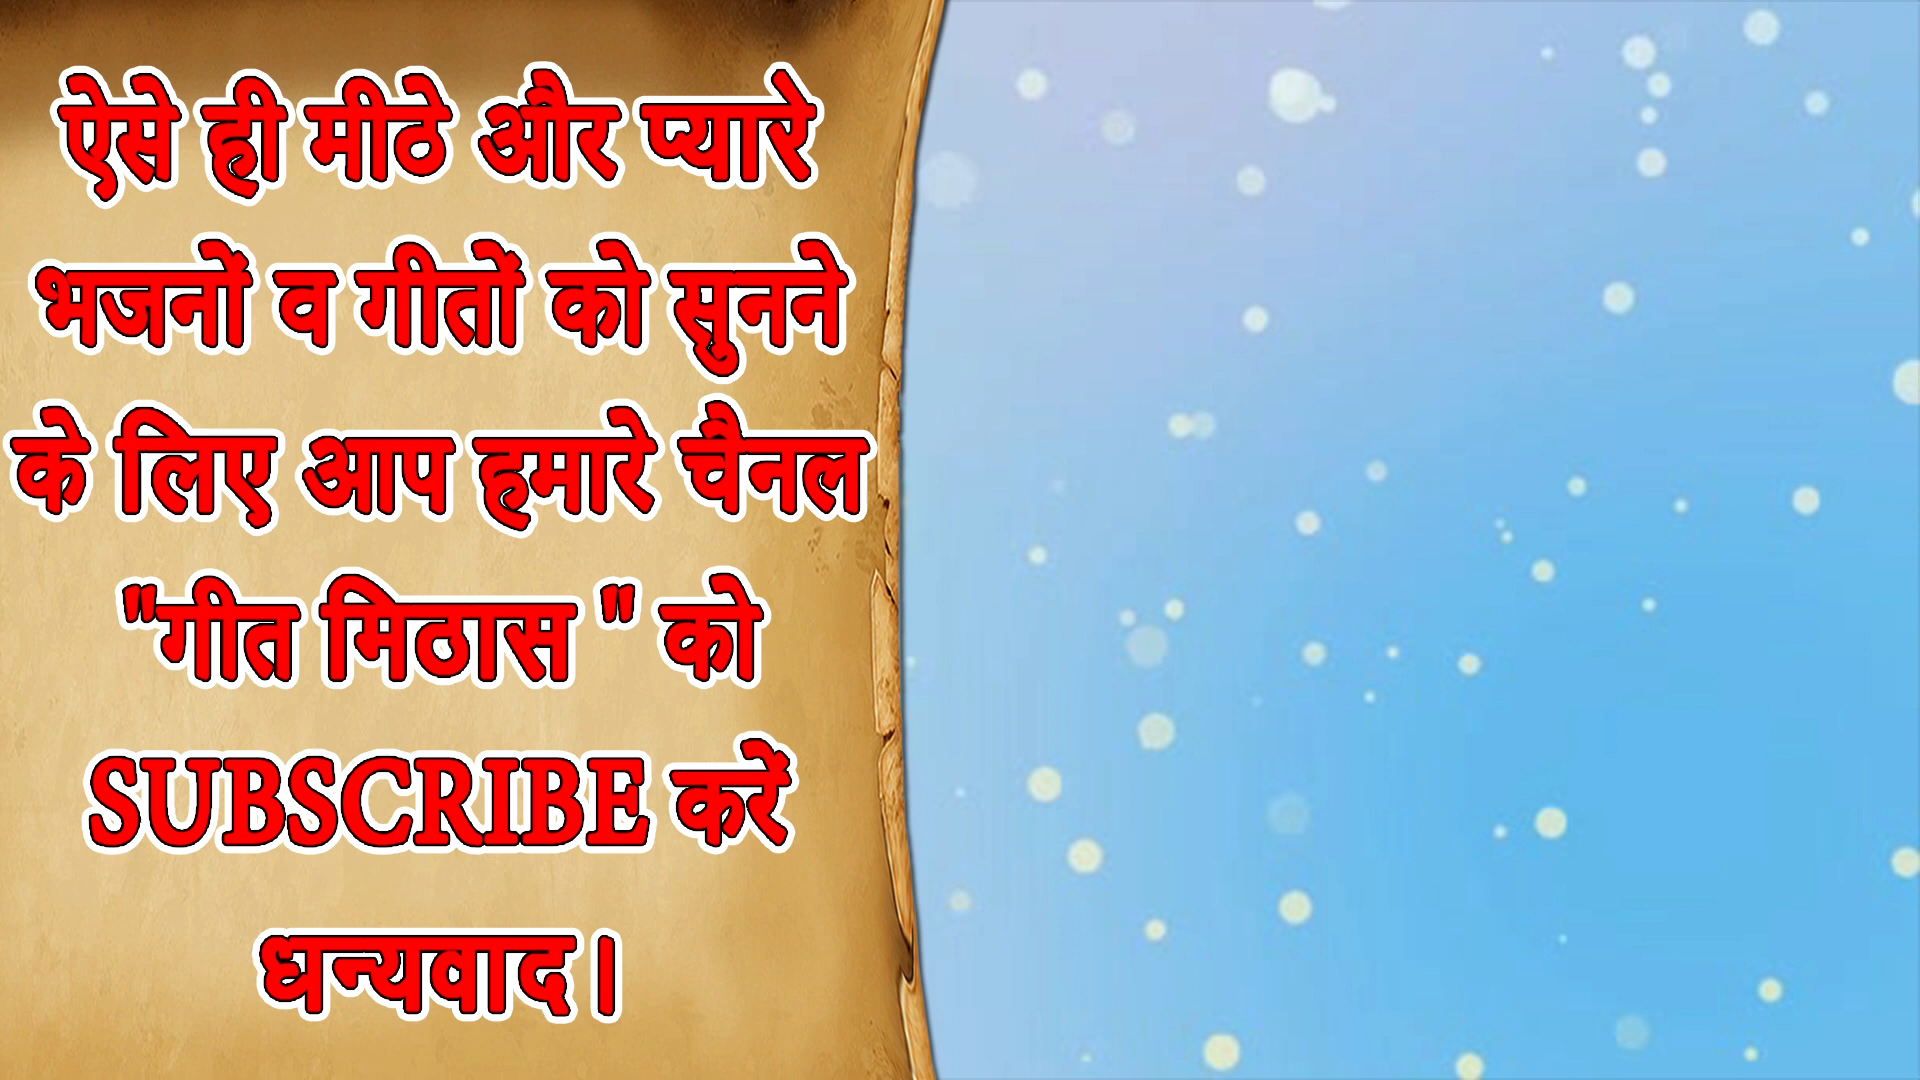 ऐसे ही मीठे और प्यारे
भजनों व गीतों को सुनने
के लिए आप हमारे चैनल
"गीत मिठास " को
SUBSCRIBE करें
धन्यवाद।